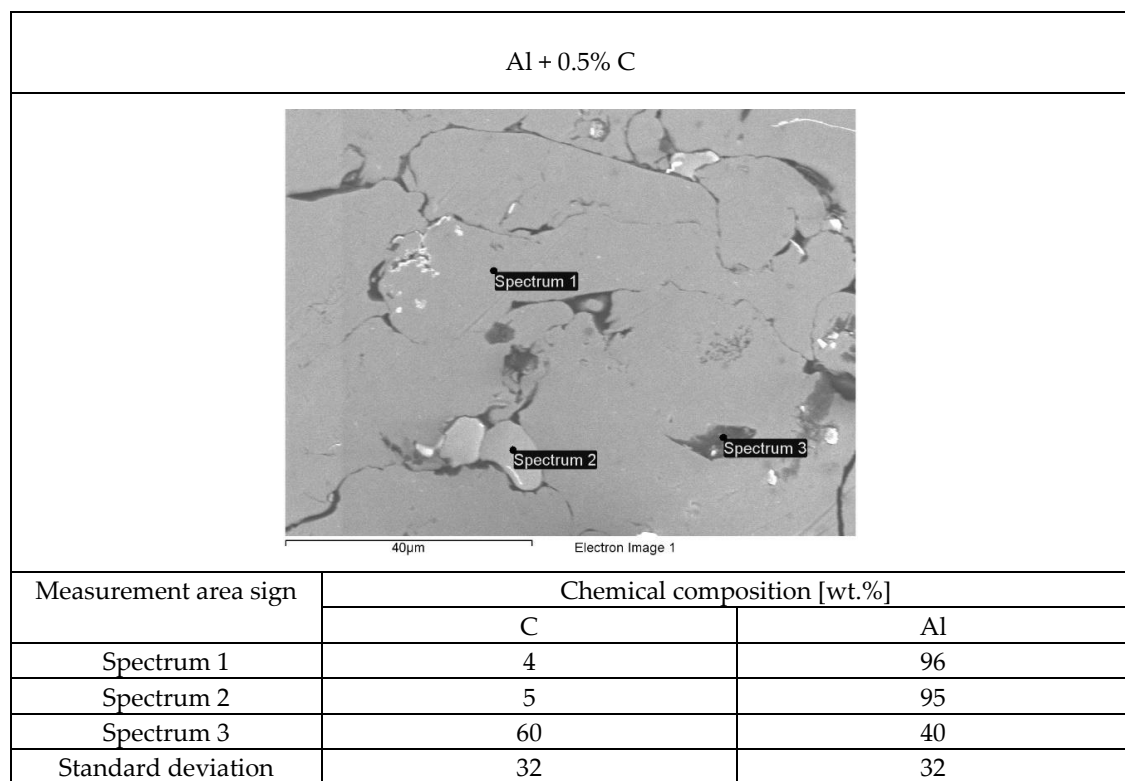 Al + 0.5% C
Spectrum 1
Spectrum 3
Spectrum 2
40µm Electron Image 1
Measurement area sign Chemical composition [wt.%]
C Al
Spectrum 1 4 96
Spectrum 2 5 95
Spectrum 3 60 40
Standard deviation 32 32